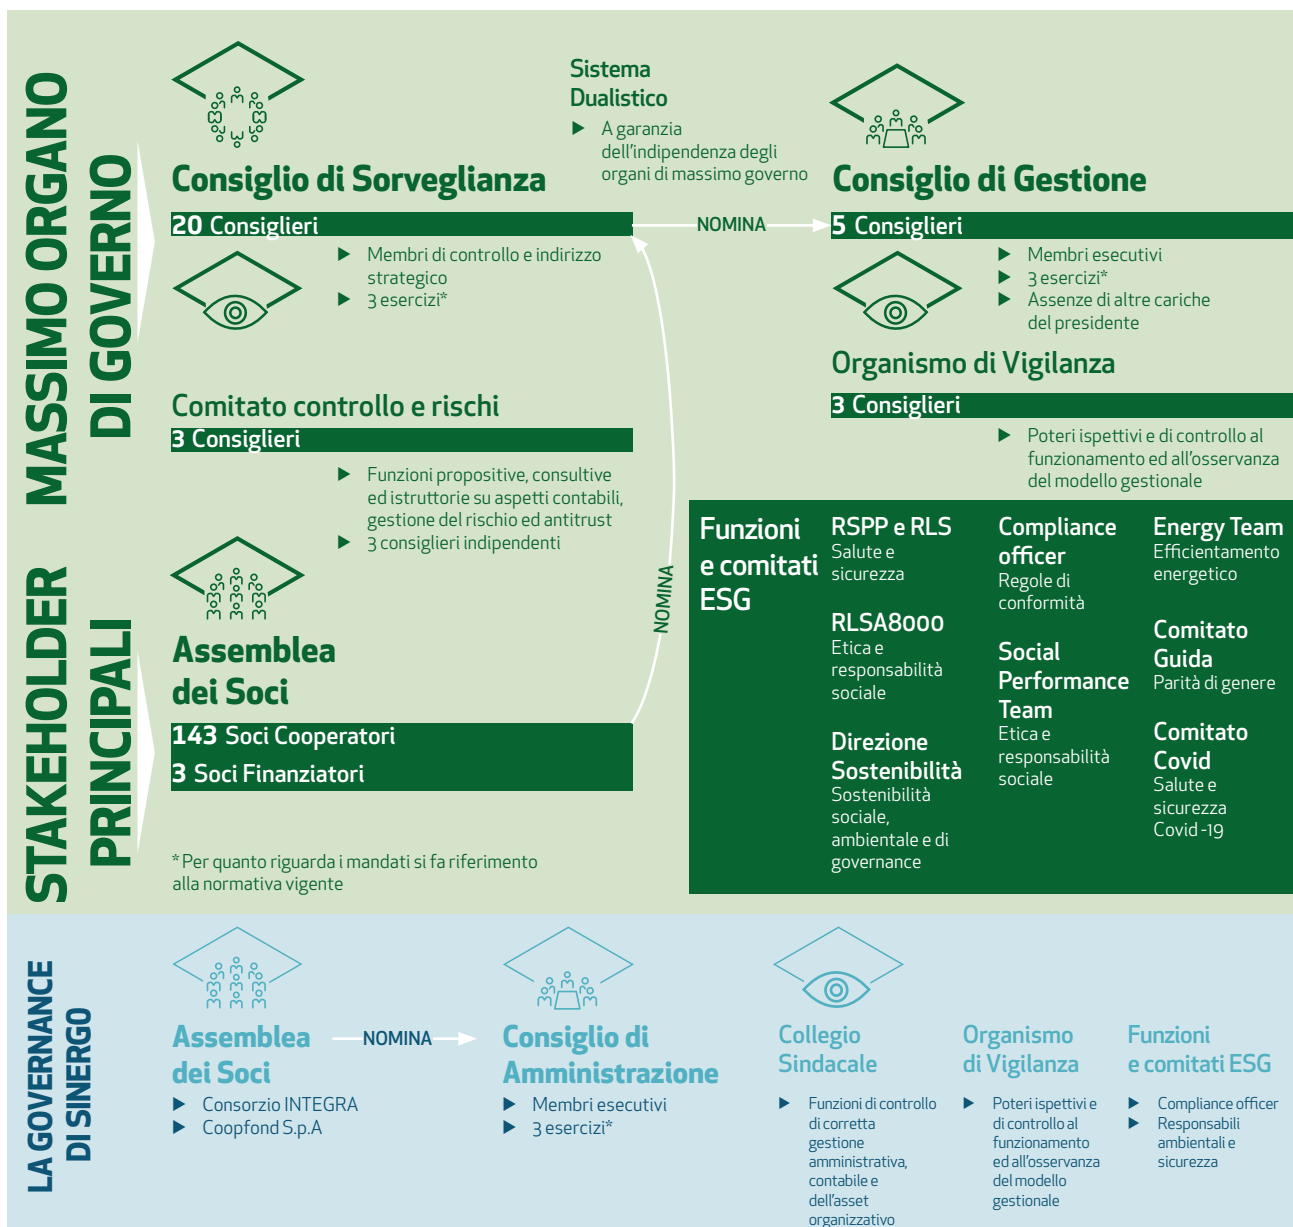 MASSIMO ORGANO
DI GOVERNO
Consiglio di Sorveglianza
20 Consiglieri
▶ Membri di controllo e indirizzo
strategico
▶ 3 esercizi*
Sistema
Dualistico
▶ A garanzia
dell'indipendenza degli
organi di massimo governo
NOMINA
Consiglio di Gestione
5 Consiglieri
▶ Membri esecutivi
▶ 3 esercizi*
▶ Assenze di altre cariche
del presidente
Comitato controllo e rischi
3 Consiglieri
▶ Funzioni propositive, consultive
ed istruttorie su aspetti contabili,
gestione del rischio ed antitrust
▶ 3 consiglieri indipendenti
Organismo di Vigilanza
3 Consiglieri
▶ Poteri ispettivi e di controllo al
funzionamento ed all'osservanza
del modello gestionale
STAKEHOLDER
PRINCIPALI
Assemblea
dei Soci
143 Soci Cooperatori
3 Soci Finanziatori
NOMINA
*Per quanto riguarda i mandati si fa riferimento
alla normativa vigente
Funzioni
e comitati
ESG
RSPP e RLS
Salute e
sicurezza
RLSA8000
Etica e
responsabilità
sociale
Direzione
Sostenibilità
Sostenibilità
sociale,
ambientale e di
governance
Compliance
officer
Regole di
conformità
Social
Performance
Team
Etica e
responsabilità
sociale
Energy Team
Efficientamento
energetico
Comitato
Guida
Parità di genere
Comitato
Covid
Salute e
sicurezza
Covid -19
LA GOVERNANCE
DI SINERGO
Assemblea
dei Soci
▶ Consorzio INTEGRA
▶ Coopfond S.p.A
NOMINA
Consiglio di
Amministrazione
▶ Membri esecutivi
▶ 3 esercizi*
Collegio
Sindacale
▶ Funzioni di controllo
di corretta
gestione
amministrativa,
contabile e
dell'asset
organizzativo
Organismo
di Vigilanza
▶ Poteri ispettivi e
di controllo al
funzionamento
ed all'osservanza
del modello
gestionale
Funzioni
e comitati ESG
▶ Compliance officer
▶ Responsabili
ambientali e
sicurezza